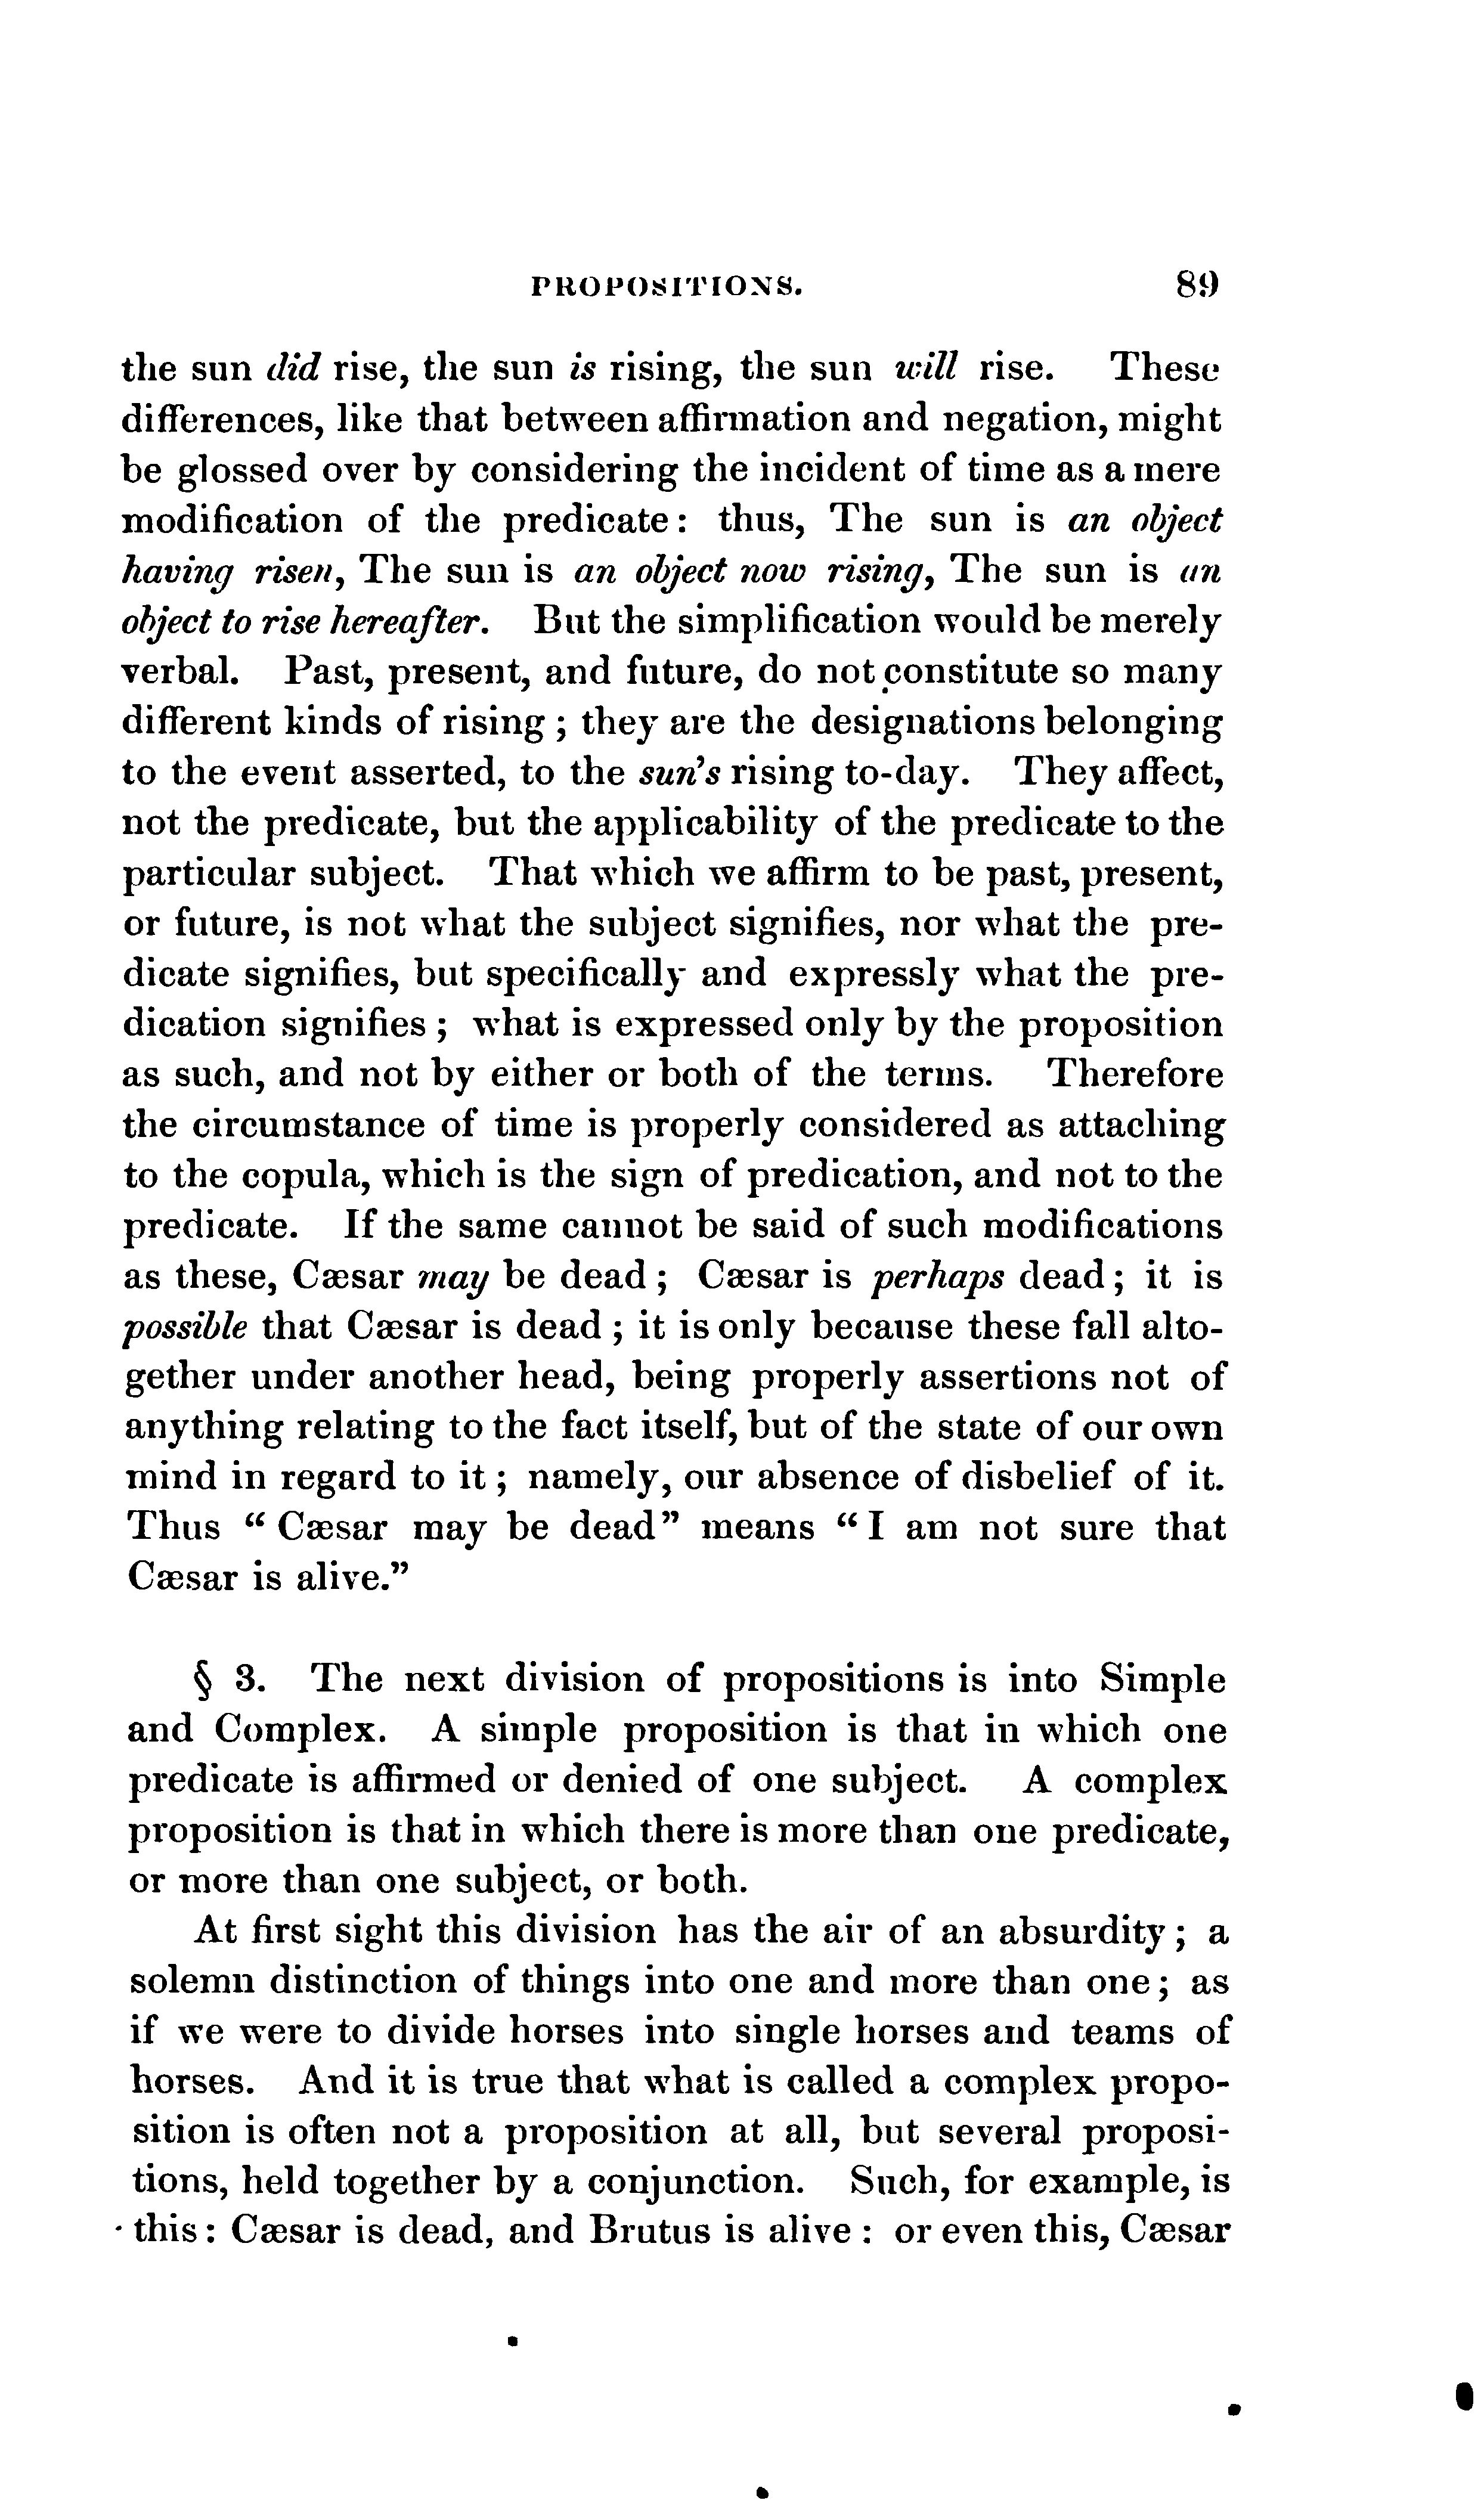 PROPOSITIONS. 89
the sun did rise, the sun is rising, the sun will rise. These
differences, like that between affirmation and negation, might
be glossed over by considering the incident of time as a mere
modification of the predicate: thus, The sun is an object
having risen, The sun is an object now rising, The sun is an
object to rise hereafter. But the simplification would be merely
verbal. Past, present, and future, do not constitute so many
different kinds of rising ; they are the designations belonging
to the event asserted, to the sun's rising to-day. They affect,
not the predicate, but the applicability of the predicate to the
particular subject. That which we affirm to be past, present,
or future, is not what the subject signifies, nor what the pre-
dicate signifies, but specifically and expressly what the pre-
dication signifies ; what is expressed only by the proposition
as such, and not by either or both of the terms. Therefore
the circumstance of time is properly considered as attaching
to the copula, which is the sign of predication, and not to the
predicate. If the same cannot be said of such modifications
as these, Cæsar may be dead ; Cæsar is perhaps dead ; it is
possible that Cæsar is dead ; it is only because these fall alto-
gether under another head, being properly assertions not of
anything relating to the fact itself, but of the state of our own
mind in regard to it ; namely, our absence of disbelief of it.
Thus “ Cæsar may be dead” means “ I am not sure that
Cæsar is alive.”
§ 3. The next division of propositions is into Simple
and Complex. A simple proposition is that in which one
predicate is affirmed or denied of one subject. A complex
proposition is that in which there is more than one predicate,
or more than one subject, or both.
At first sight this division has the air of an absurdity ; a
solemn distinction of things into one and more than one ; as
if we were to divide horses into single horses and teams of
horses. And it is true that what is called a complex propo-
sition is often not a proposition at all, but several proposi-
tions, held together by a conjunction. Such, for example, is
this : Cæsar is dead, and Brutus is alive : or even this, Cæsar